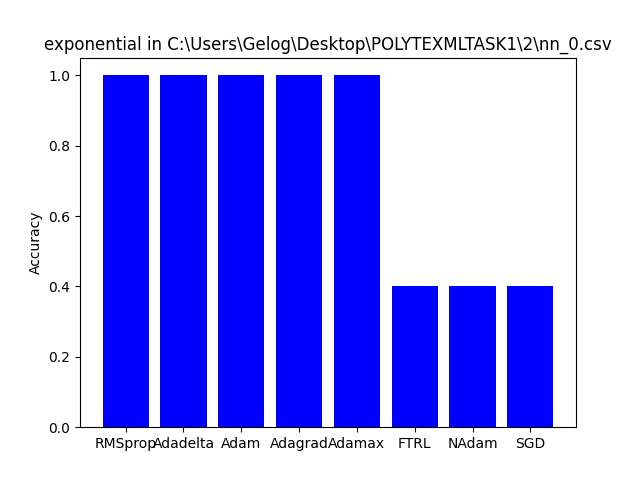 exponential in C:\Users\Gelog\Desktop\POLYTEXMLTASK1\2\nn_0.csv
1.0
0.8
0.6
0.4
0.2
0.0
Accuracy
RMSprop Adadelta Adam Adagrad Adamax FTRL NAdam SGD